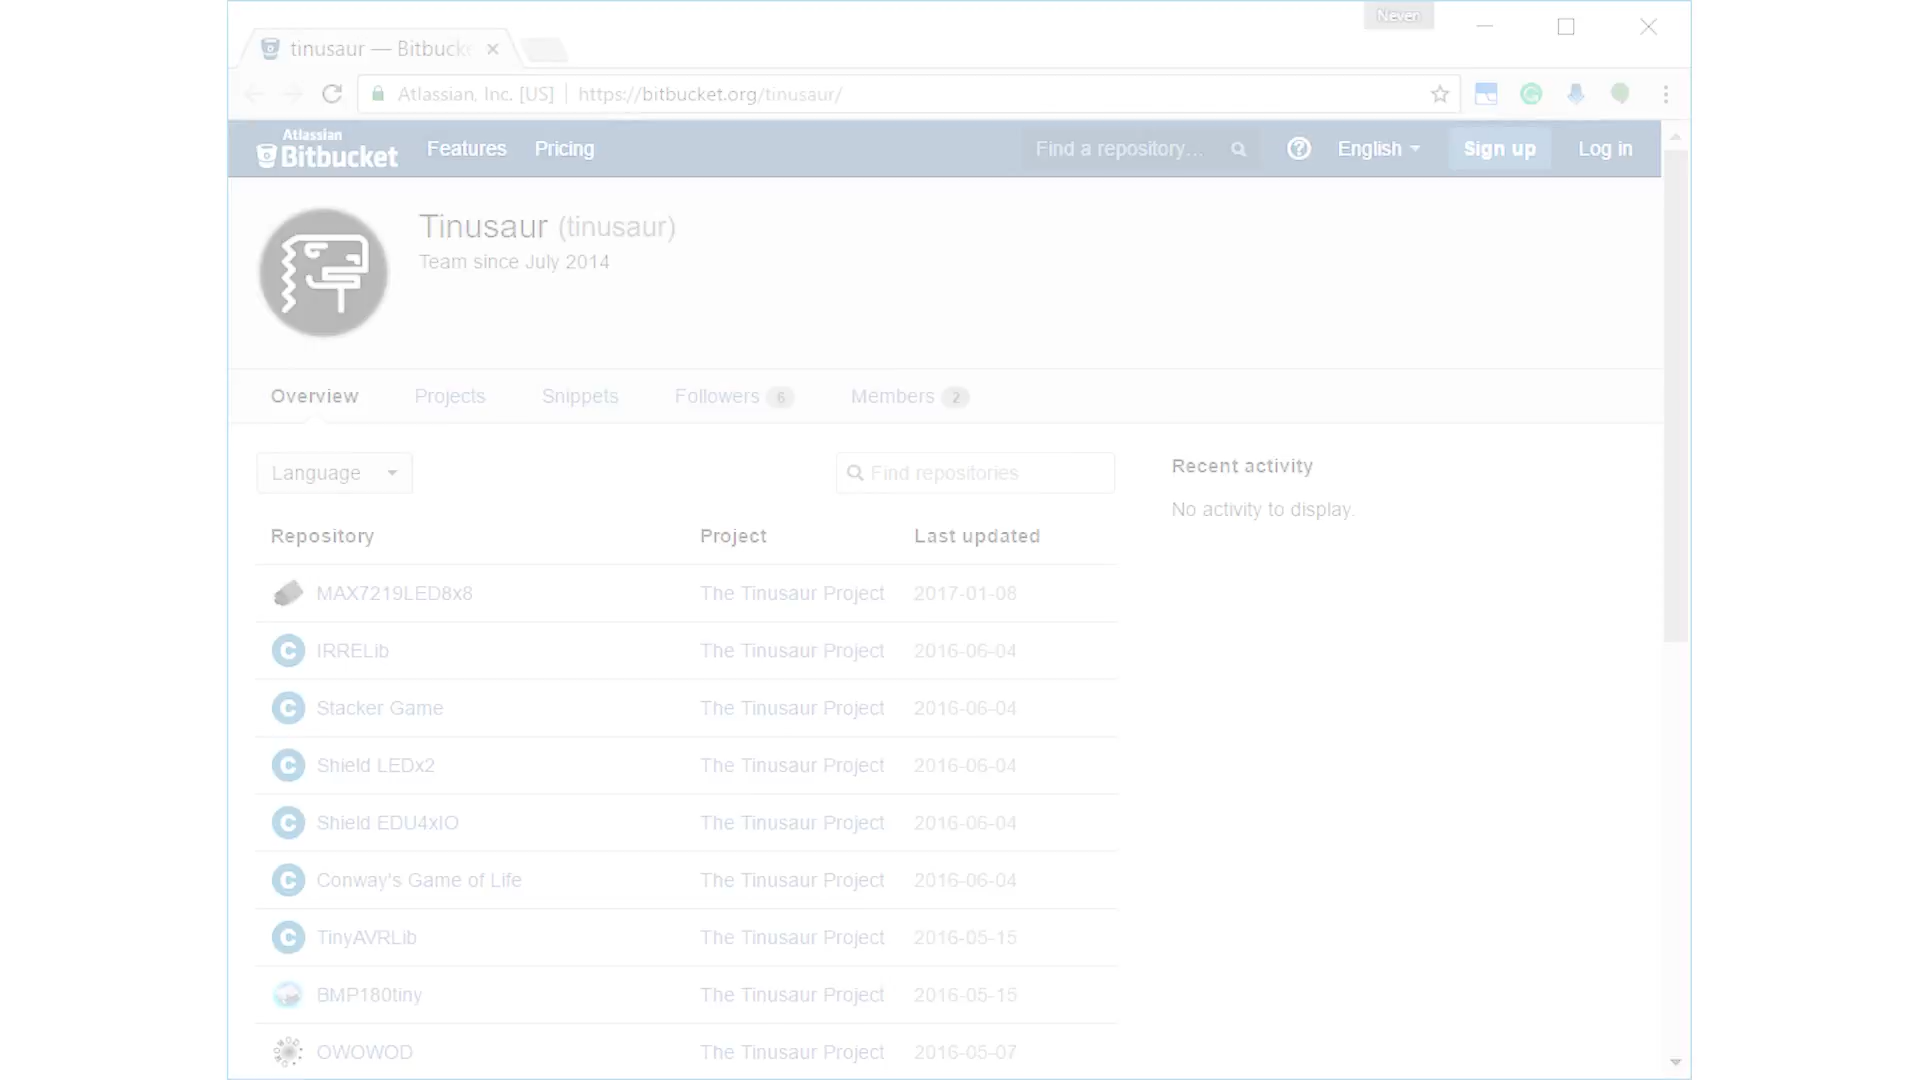 Neven
tinusaur — Bitbucke
Atlassian, Inc. [US] https://bitbucket.org/tinusaur/
Atlassian
Bitbucket Features Pricing Find a repository... English Sign up Log in
Tinusaur (tinusaur)
Team since July 2014
Overview Projects Snippets Followers 6 Members 2
Language Find repositories Recent activity
No activity to display.
Repository Project Last updated
MAX7219LED8x8 The Tinusaur Project 2017-01-08
C IRRELib The Tinusaur Project 2016-06-04
C Stacker Game The Tinusaur Project 2016-06-04
C Shield LEDx2 The Tinusaur Project 2016-06-04
C Shield EDU4xIO The Tinusaur Project 2016-06-04
C Conway's Game of Life The Tinusaur Project 2016-06-04
C TinyAVRLib The Tinusaur Project 2016-05-15
BMP180tiny The Tinusaur Project 2016-05-15
OWOWOD The Tinusaur Project 2016-05-07